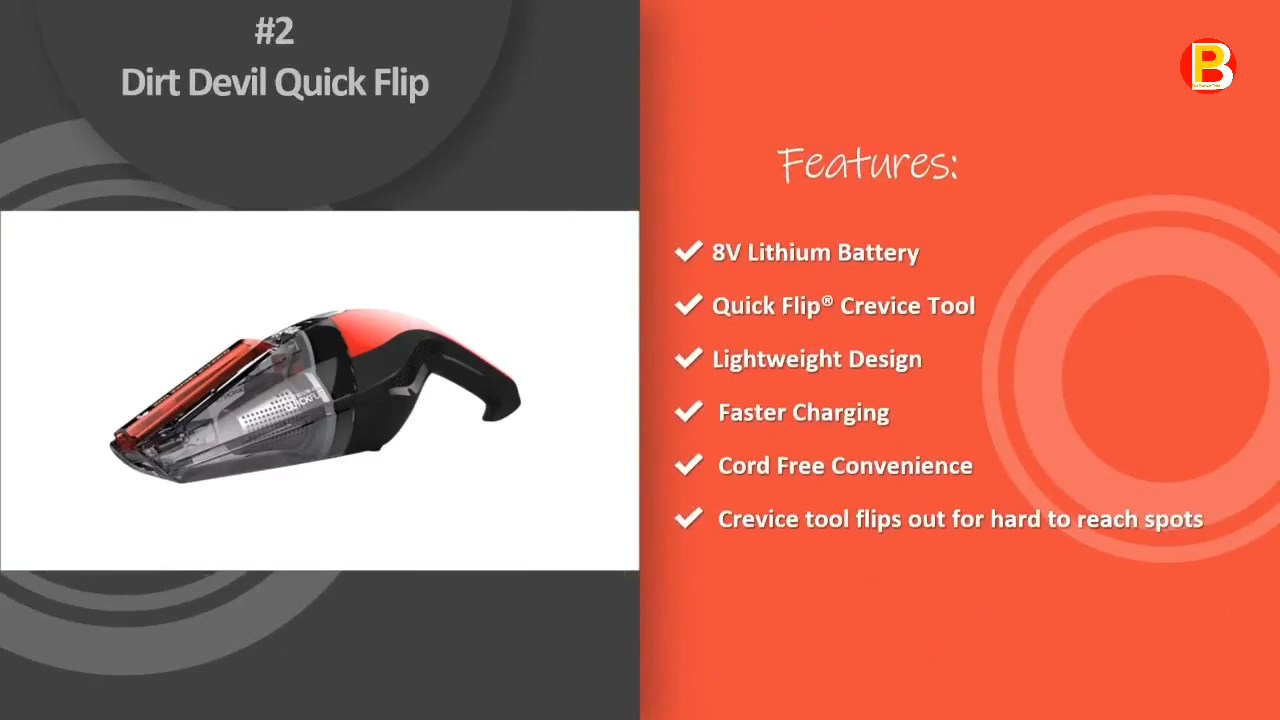 #2
Dirt Devil Quick Flip
B
Features:
8V Lithium Battery
Quick Flip® Crevice Tool
Lightweight Design
Faster Charging
Cord Free Convenience
Crevice tool flips out for hard to reach spots